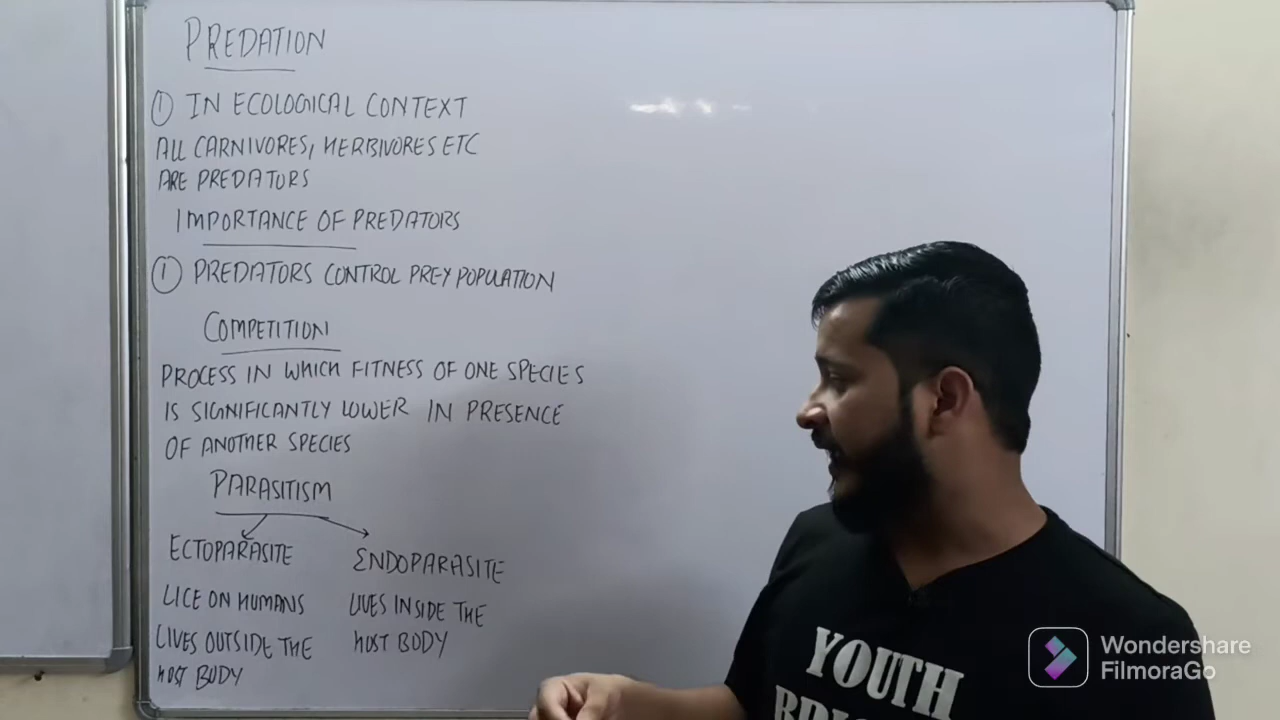 PREDATION
① IN ECOLOGICAL CONTEXT
ALL CARNIVORES, HERBIVORES ETC
ARE PREDATORS
IMPORTANCE OF PREDATORS
① PREDATORS CONTROL PREY POPULATION
COMPETITION
PROCESS IN WHICH FITNESS OF ONE SPECIES
IS SIGNIFICANTLY LOWER IN PRESENCE
OF ANOTHER SPECIES
PARASITISM
ECTOPARASITE
LICE ON HUMANS
LIVES OUTSIDE THE
HOST BODY
ENDOPARASITE
LIVES INSIDE THE
HOST BODY
YOUTH
Wondershare
FilmoraGo